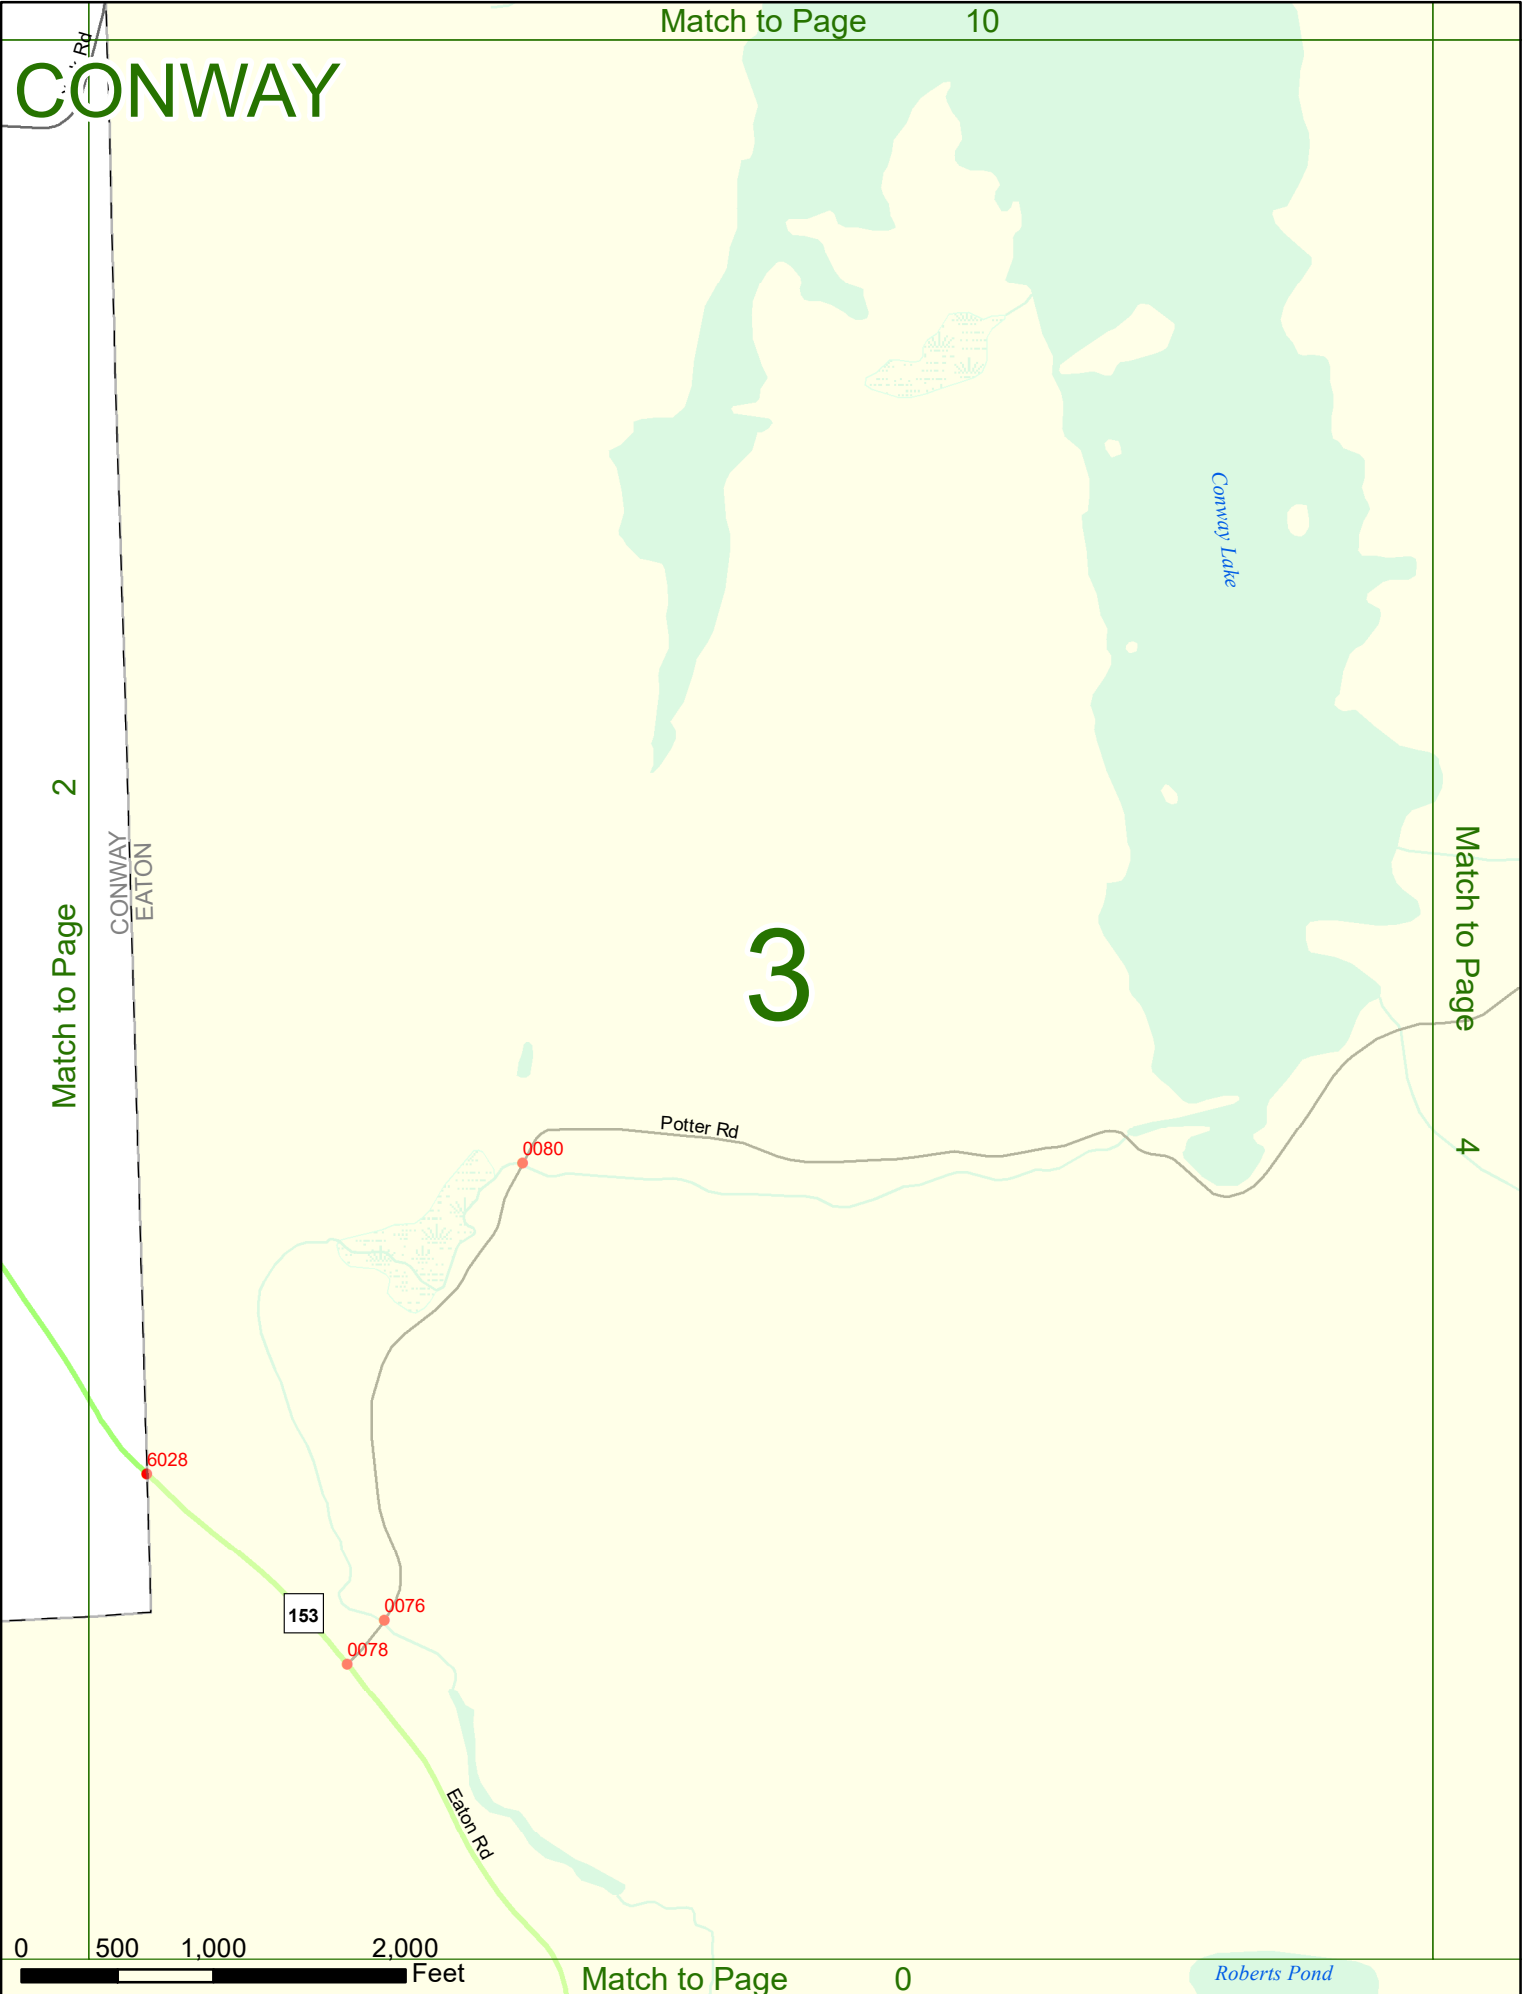 Match to Page 10
Rd
CONWAY
Conway Lake
Match to Page 2
CONWAY
EATON
3
Match to Page 4
Potter Rd
0080
6028
153
0076
0078
Eaton Rd
0 500 1,000 2,000
Feet
Match to Page 0
Roberts Pond